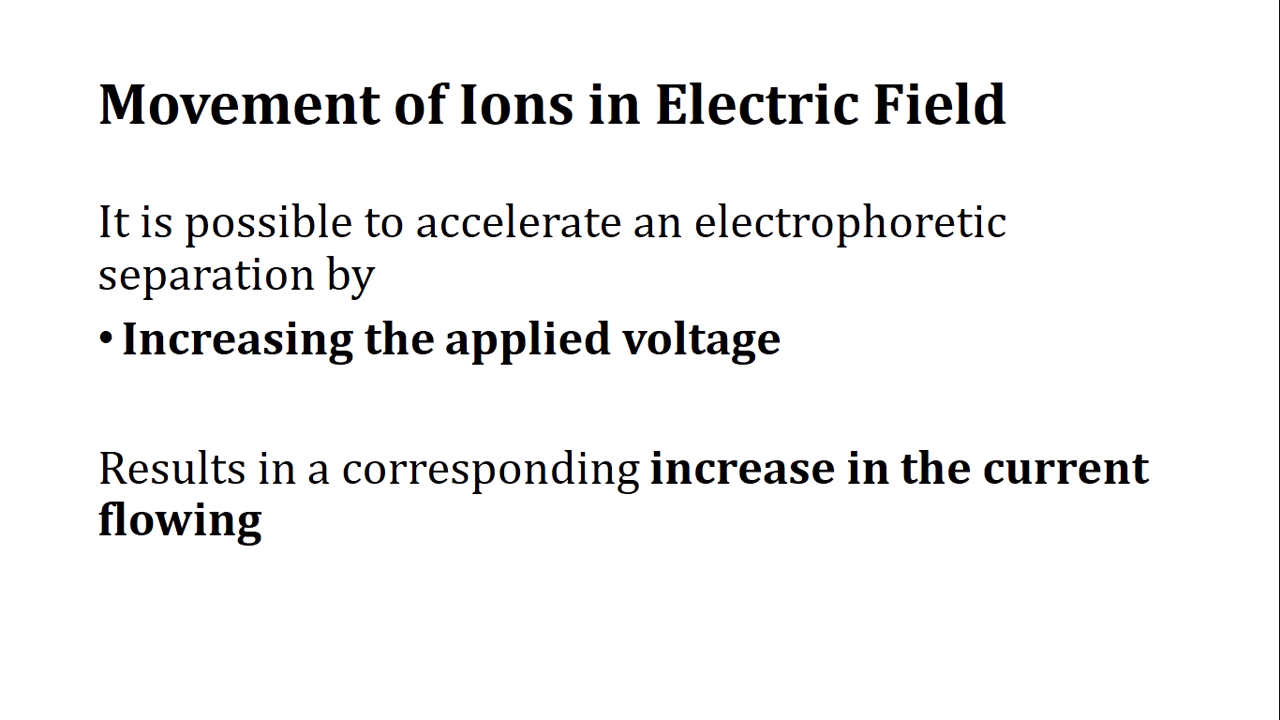 Movement of Ions in Electric Field
It is possible to accelerate an electrophoretic
separation by
• Increasing the applied voltage
Results in a corresponding increase in the current
flowing